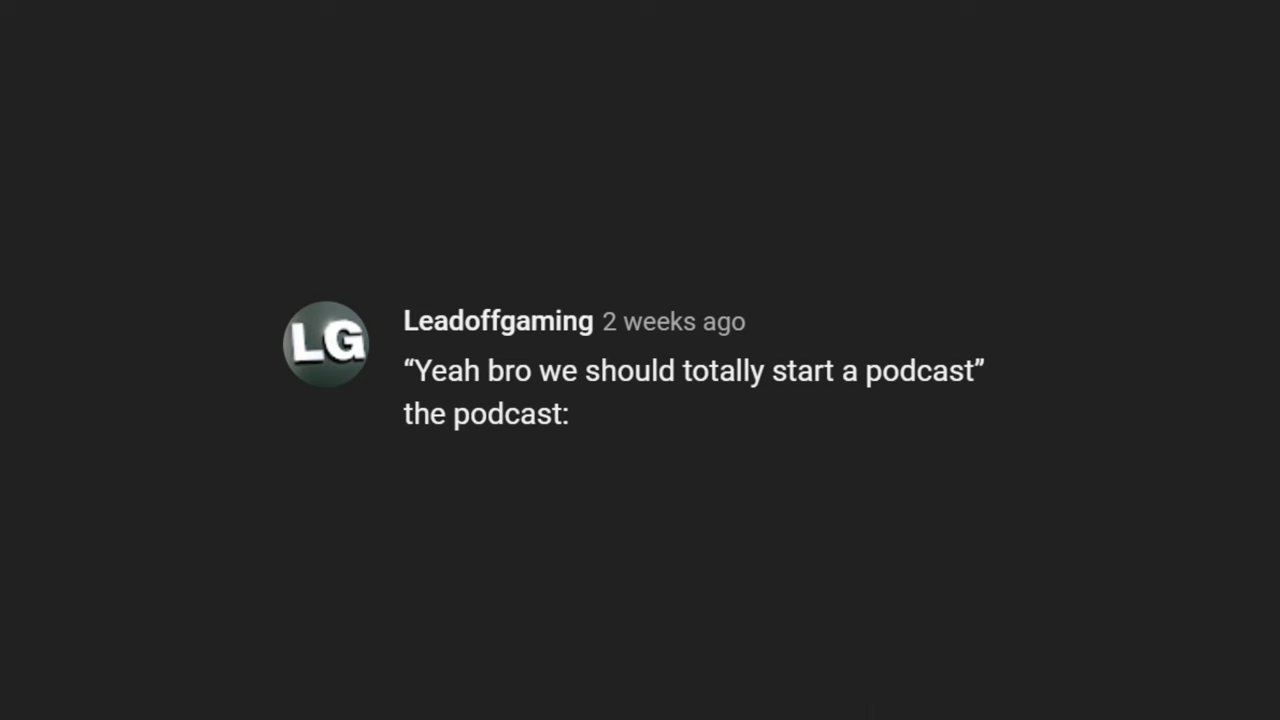 LG
Leadoffgaming 2 weeks ago
“Yeah bro we should totally start a podcast”
the podcast: